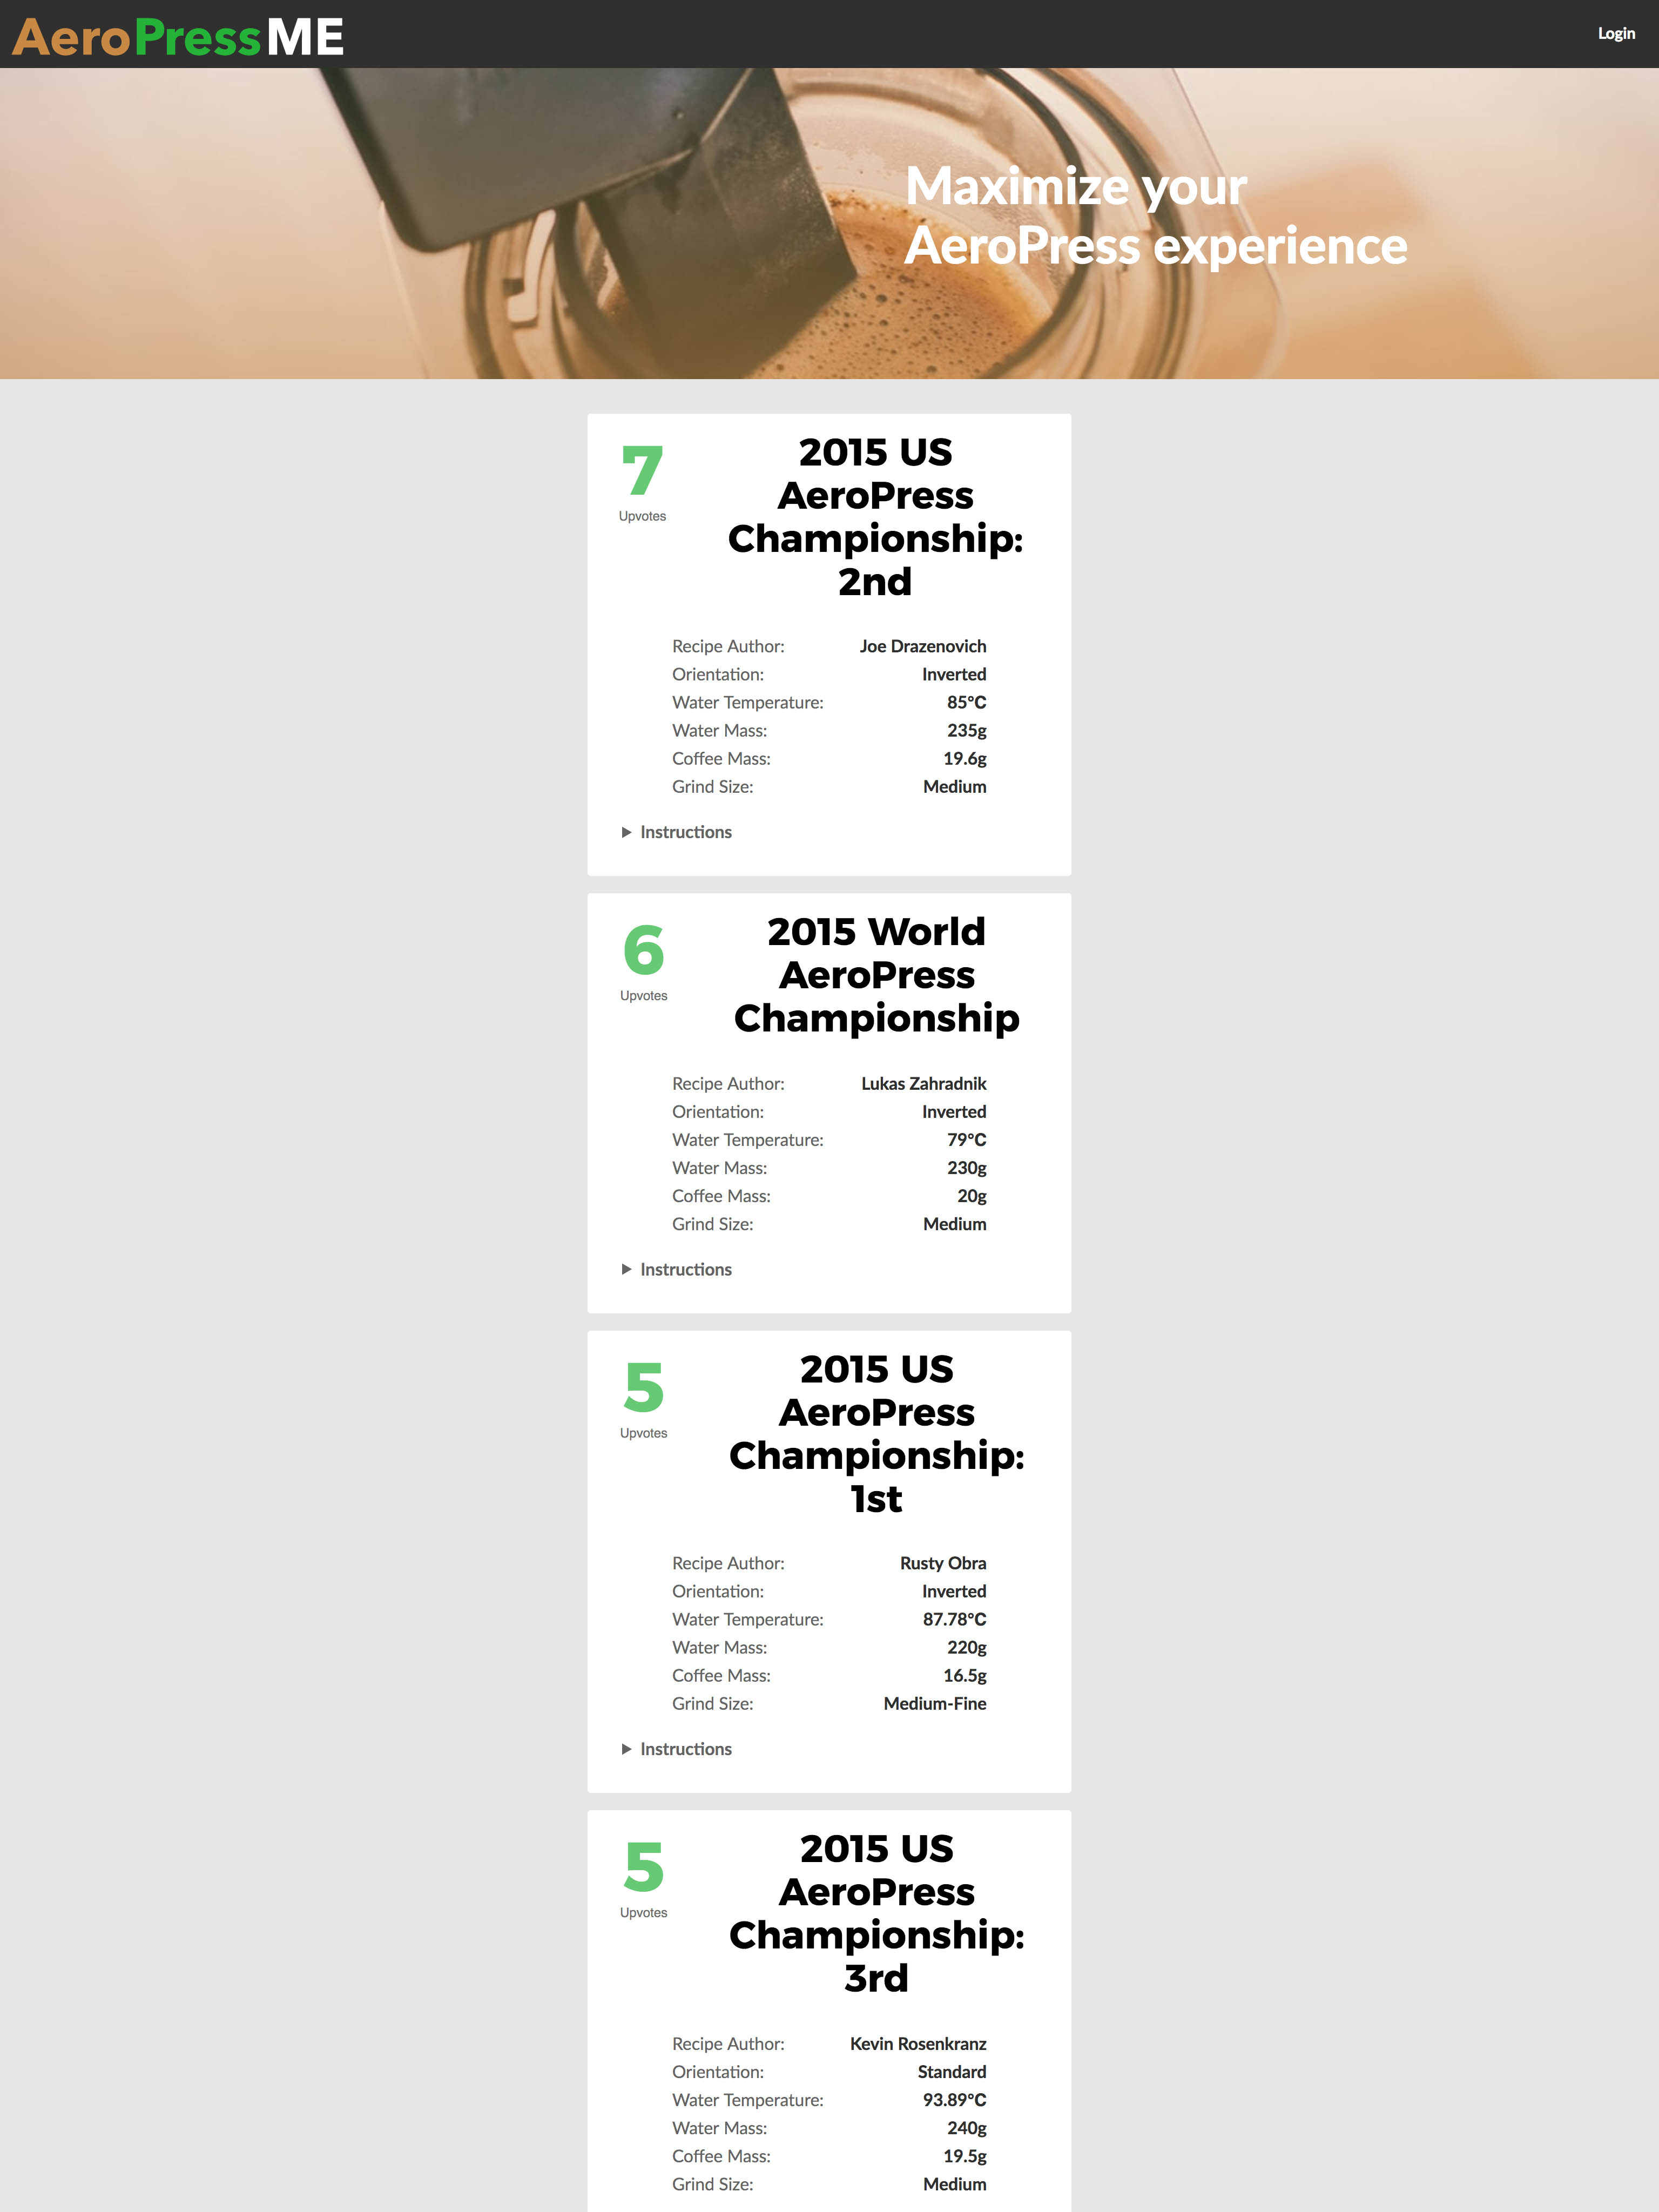 AeroPressME
Login
Maximize your
AeroPress experience
7
Upvotes
2015 US
AeroPress
Championship:
2nd
Recipe Author: Joe Drazenovich
Orientation: Inverted
Water Temperature: 85°C
Water Mass: 235g
Coffee Mass: 19.6g
Grind Size: Medium
Instructions
6
Upvotes
2015 World
AeroPress
Championship
Recipe Author: Lukas Zahradnik
Orientation: Inverted
Water Temperature: 79°C
Water Mass: 230g
Coffee Mass: 20g
Grind Size: Medium
Instructions
5
Upvotes
2015 US
AeroPress
Championship:
1st
Recipe Author: Rusty Obra
Orientation: Inverted
Water Temperature: 87.78°C
Water Mass: 220g
Coffee Mass: 16.5g
Grind Size: Medium-Fine
Instructions
5
Upvotes
2015 US
AeroPress
Championship:
3rd
Recipe Author: Kevin Rosenkranz
Orientation: Standard
Water Temperature: 93.89°C
Water Mass: 240g
Coffee Mass: 19.5g
Grind Size: Medium